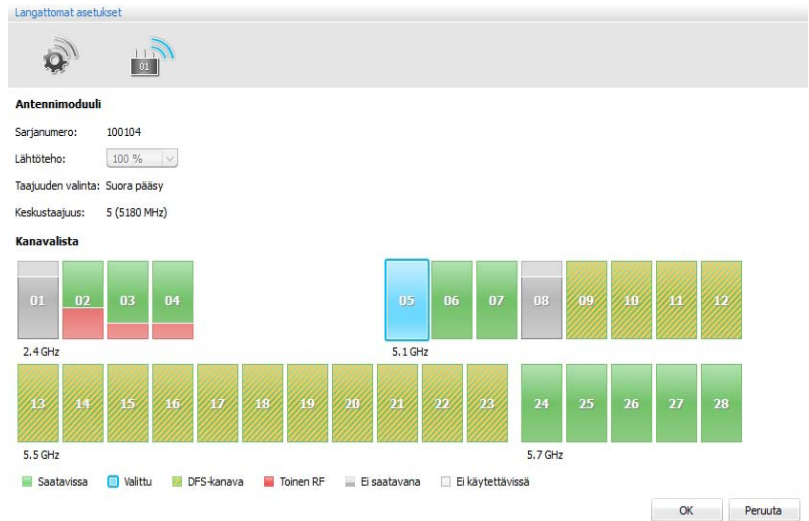 Langattomat asetukset
01
Antennimoduuli
Sarjanumero: 100104
Lähtöteho: 100 %
Taajuuden valinta: Suora pääsy
Keskustaajuus: 5 (5180 MHz)
Kanavalista
01 02 03 04 05 06 07 08 09 10 11 12
2.4 GHz 5.1 GHz
13 14 15 16 17 18 19 20 21 22 23 24 25 26 27 28
5.5 GHz 5.7 GHz
Saatavissa Valittu DFS-kanava Toinen RF Ei saatavana Ei käytettävissä
OK Peruuta